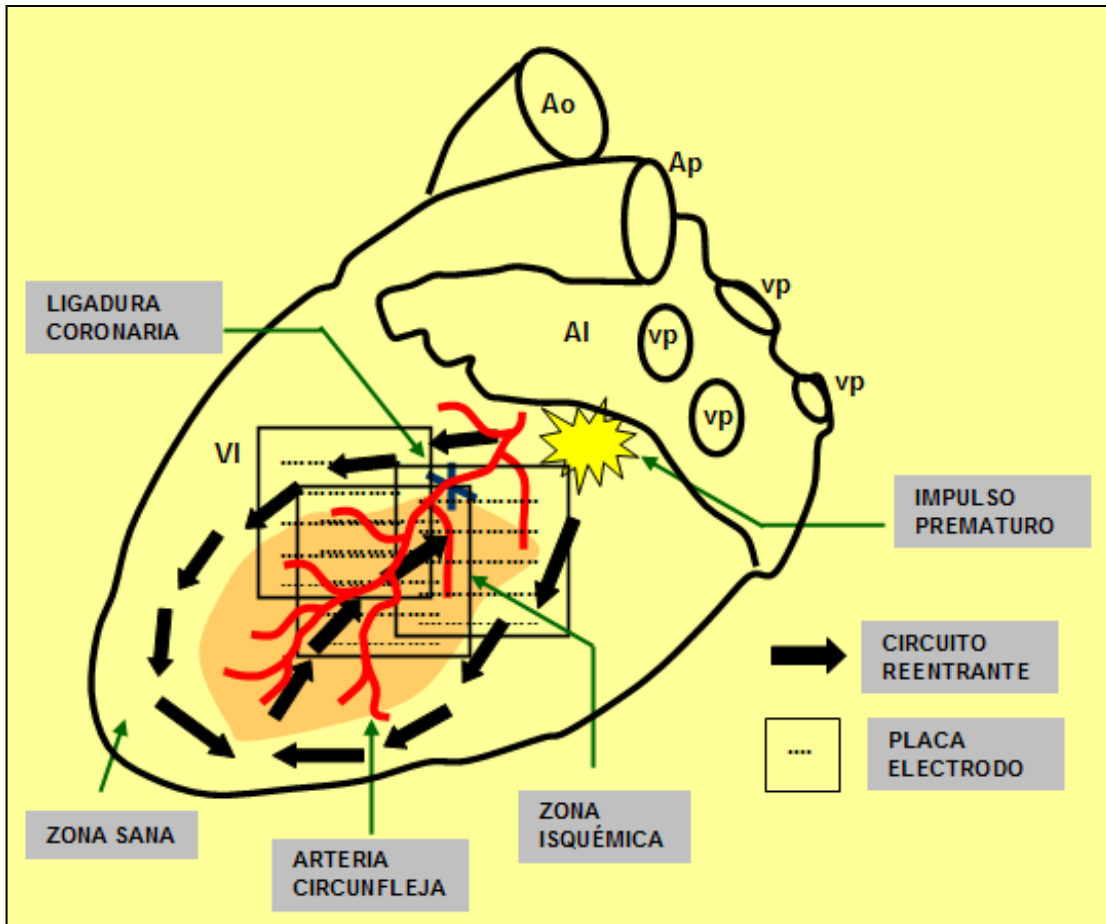 Ao
Ap
LIGADURA
CORONARIA
vp
AI
vp
vp
vp
VI
IMPULSO
PREMATURO
CIRCUITO
REENTRANTE
PLACA
ELECTRODO
ZONA SANA
ZONA
ISQUÉMICA
ARTERIA
CIRCUNFLEJA